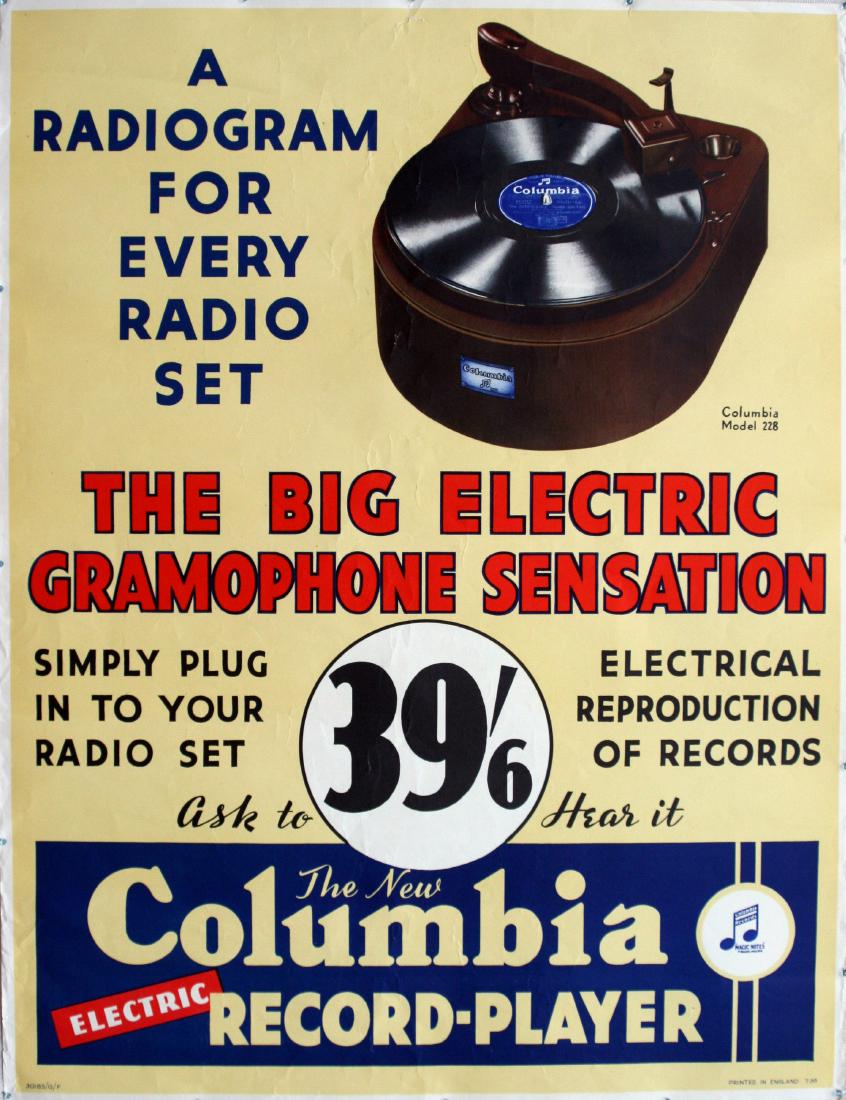 A
RADIOGRAM
FOR
EVERY
RADIO
SET
Columbia
Columbia
Columbia
Model 228
THE BIG ELECTRIC
GRAMOPHONE SENSATION
SIMPLY PLUG
IN TO YOUR
RADIO SET
39'/6
ELECTRICAL
REPRODUCTION
OF RECORDS
Ask to
Hear it
The New
Columbia
ELECTRIC
RECORD-PLAYER
MAGIC NOTES
PRINTED IN ENGLAND